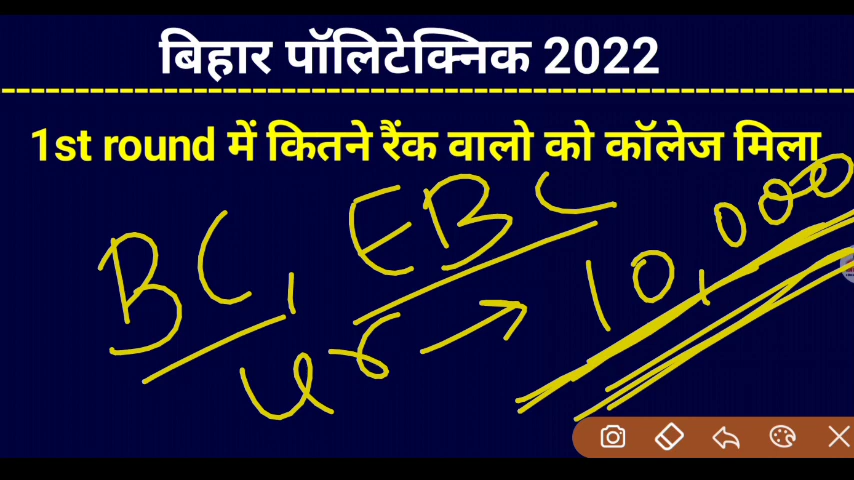 बिहार पॉलिटेक्निक 2022
1st round में कितने रैंक वालो को कॉलेज मिला
BC, EBC
UR → 10,000